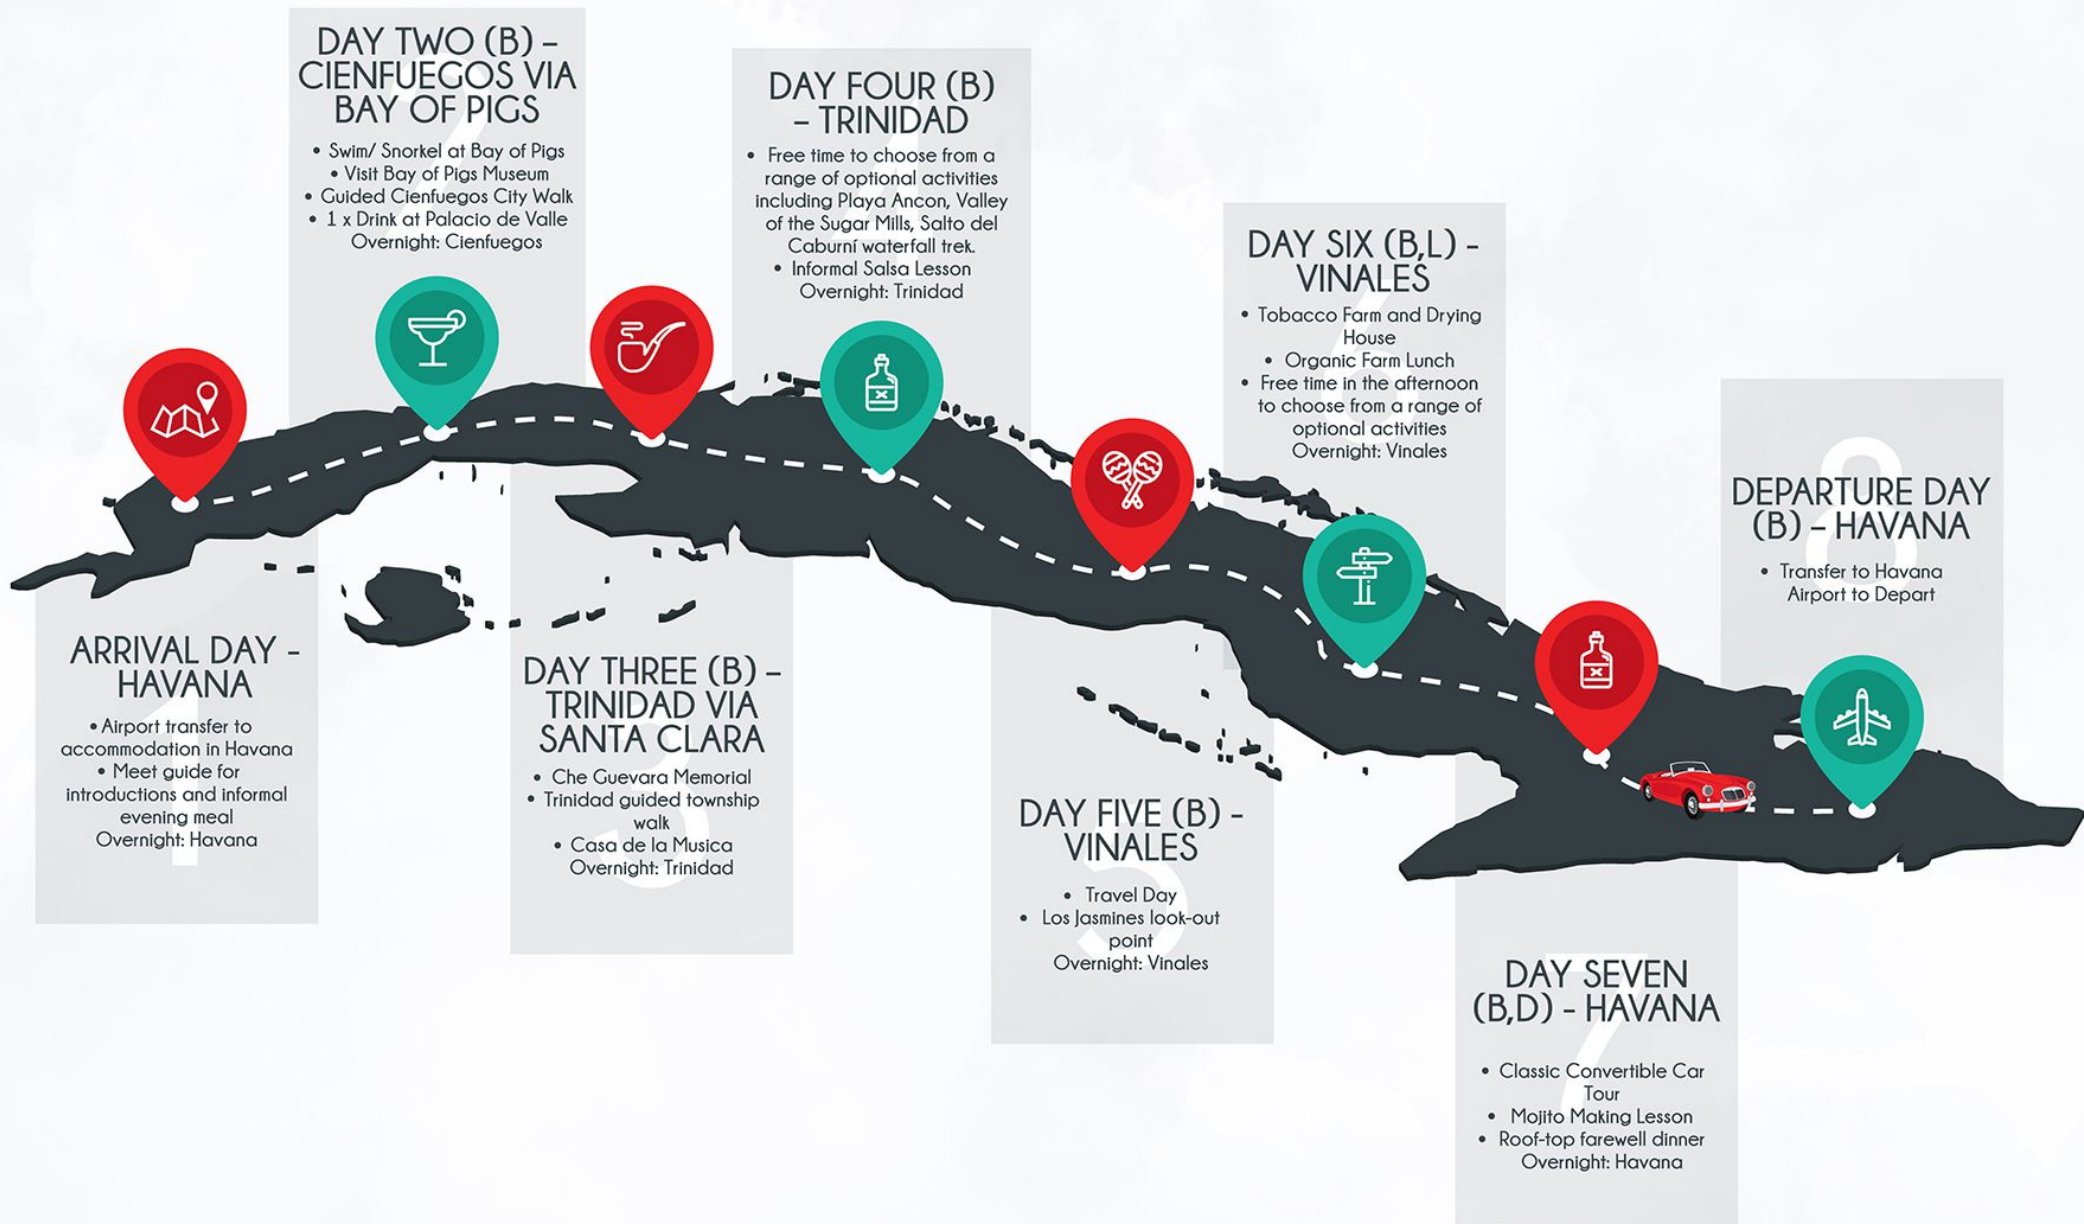 ARRIVAL DAY -
HAVANA
• Airport transfer to
accommodation in Havana
• Meet guide for
introductions and informal
evening meal
Overnight: Havana
1
DAY TWO (B) –
CIENFUEGOS VIA
BAY OF PIGS
• Swim/ Snorkel at Bay of Pigs
• Visit Bay of Pigs Museum
• Guided Cienfuegos City Walk
• 1 x Drink at Palacio de Valle
Overnight: Cienfuegos
2
DAY THREE (B) –
TRINIDAD VIA
SANTA CLARA
• Che Guevara Memorial
• Trinidad guided township
walk
• Casa de la Musica
Overnight: Trinidad
3
DAY FOUR (B)
– TRINIDAD
• Free time to choose from a
range of optional activities
including Playa Ancon, Valley
of the Sugar Mills, Salto del
Caburní waterfall trek.
• Informal Salsa Lesson
Overnight: Trinidad
4
DAY FIVE (B) -
VINALES
• Travel Day
• Los Jasmines look-out
point
Overnight: Vinales
5
DAY SIX (B,L) -
VINALES
• Tobacco Farm and Drying
House
• Organic Farm Lunch
• Free time in the afternoon
to choose from a range of
optional activities
Overnight: Vinales
6
DAY SEVEN
(B,D) - HAVANA
• Classic Convertible Car
Tour
• Mojito Making Lesson
• Roof-top farewell dinner
Overnight: Havana
7
DEPARTURE DAY
(B) – HAVANA
• Transfer to Havana
Airport to Depart
8